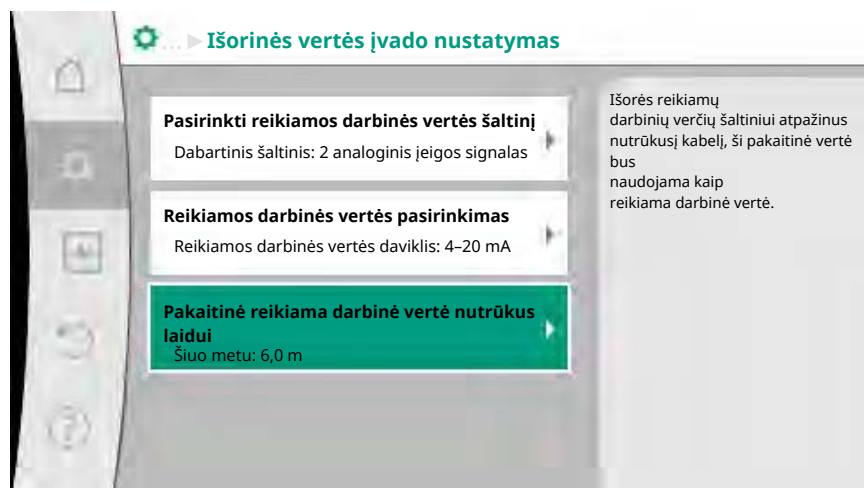 ... ▶ Išorinės vertės įvado nustatymas
Pasirinkti reikiamos darbinės vertės šaltinį
Dabartinis šaltinis: 2 analoginis įeigos signalas
Reikiamos darbinės vertės pasirinkimas
Reikiamos darbinės vertės daviklis: 4–20 mA
Pakaitinė reikiama darbinė vertė nutrūkus
laidui
Šiuo metu: 6,0 m
Išorės reikiamų
darbinių verčių šaltiniui atpažinus
nutrūkusį kabelį, ši pakaitinė vertė
bus
naudojama kaip
reikiama darbinė vertė.